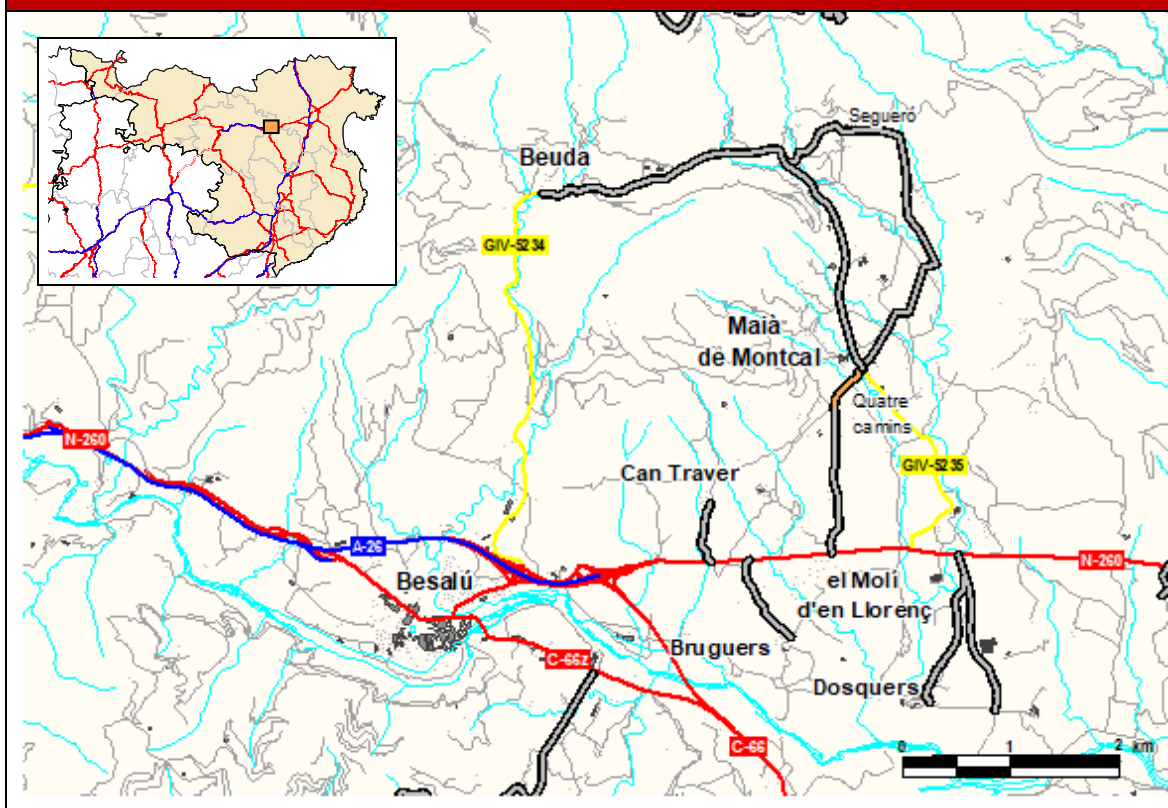 Segueró
Beuda
GIV-5234
Maià
de Montcal
Quatre
camins
N-260
Can Traver
GIV-5235
A-26
N-260
Besalú
el Molí
d'en Llorenç
Bruguers
C-66z
Dosquers
C-66
0 1 2 km